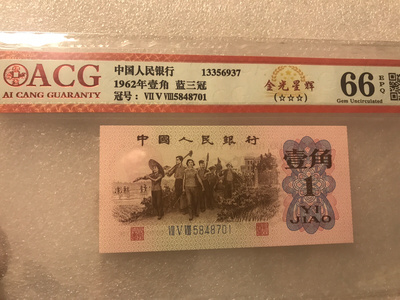 ACG
AI CANG GUARANTY
中国人民银行 13356937
1962年壹角 蓝三冠
冠号：Ⅶ Ⅴ Ⅷ5848701
金光星辉
(☆☆☆)
66 EPQ
Gem Uncirculated
中国人民银行
壹角
1
YI
JIAO
Ⅶ Ⅴ Ⅷ 5848701